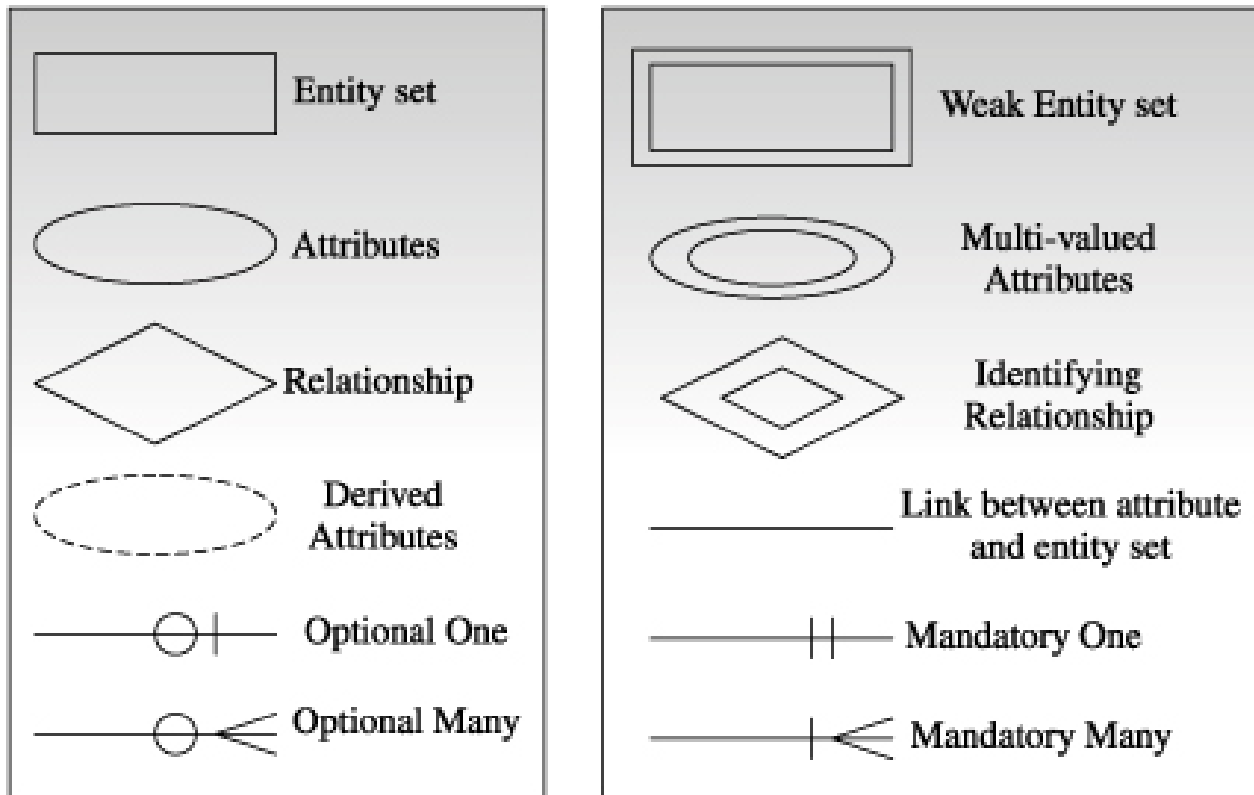 Entity set
Attributes
Relationship
Derived
Attributes
Optional One
Optional Many
Weak Entity set
Multi-valued
Attributes
Identifying
Relationship
Link between attribute
and entity set
Mandatory One
Mandatory Many